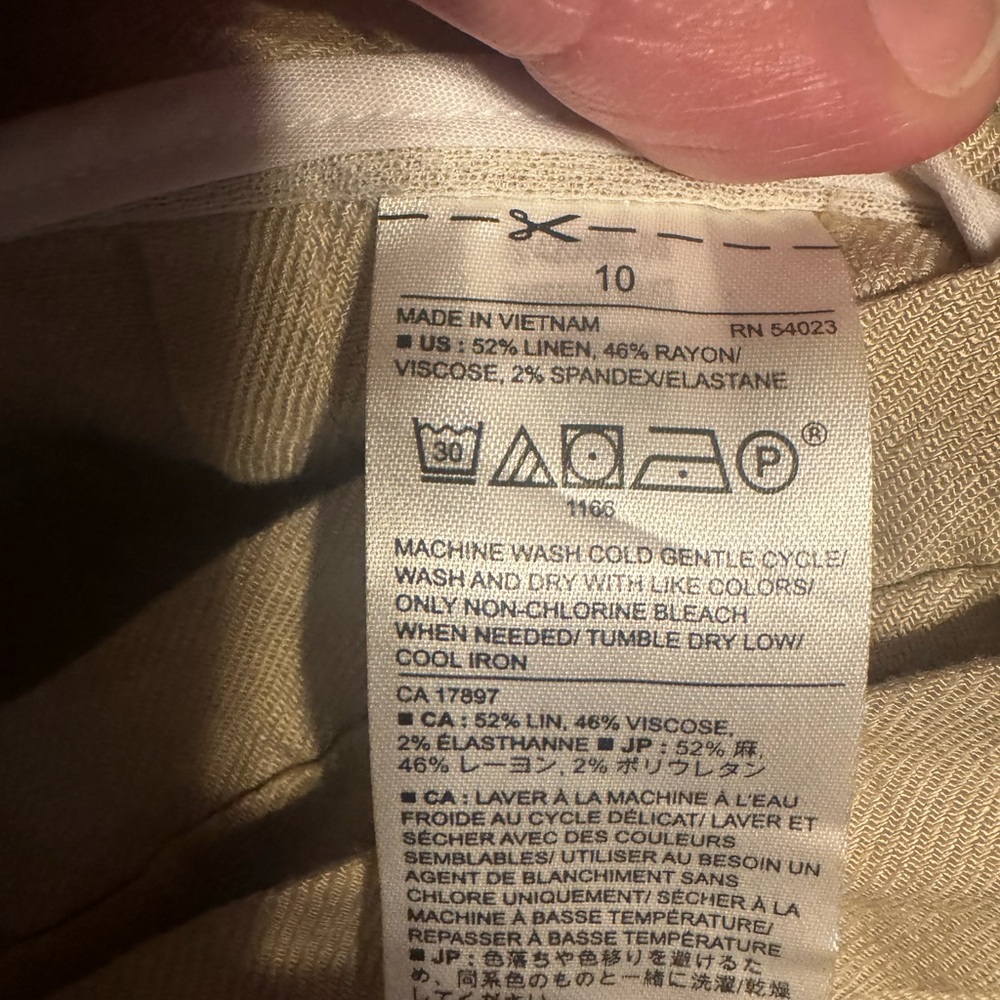 10
MADE IN VIETNAM RN 54023
■ US : 52% LINEN, 46% RAYON/
VISCOSE, 2% SPANDEX/ELASTANE
30 P ®
1166
MACHINE WASH COLD GENTLE CYCLE/
WASH AND DRY WITH LIKE COLORS/
ONLY NON-CHLORINE BLEACH
WHEN NEEDED/ TUMBLE DRY LOW/
COOL IRON
CA 17897
■ CA : 52% LIN, 46% VISCOSE,
2% ÉLASTHANNE ■ JP : 52% 麻,
46% レーヨン, 2% ポリウレタン
■ CA : LAVER À LA MACHINE À L'EAU
FROIDE AU CYCLE DÉLICAT/ LAVER ET
SÉCHER AVEC DES COULEURS
SEMBLABLES/ UTILISER AU BESOIN UN
AGENT DE BLANCHIMENT SANS
CHLORE UNIQUEMENT/ SÉCHER À LA
MACHINE À BASSE TEMPÉRATURE/
REPASSER À BASSE TEMPÉRATURE
■ JP : 色落ちや色移りを避けるた
め、同系色のものと一緒に洗濯/乾燥
してください